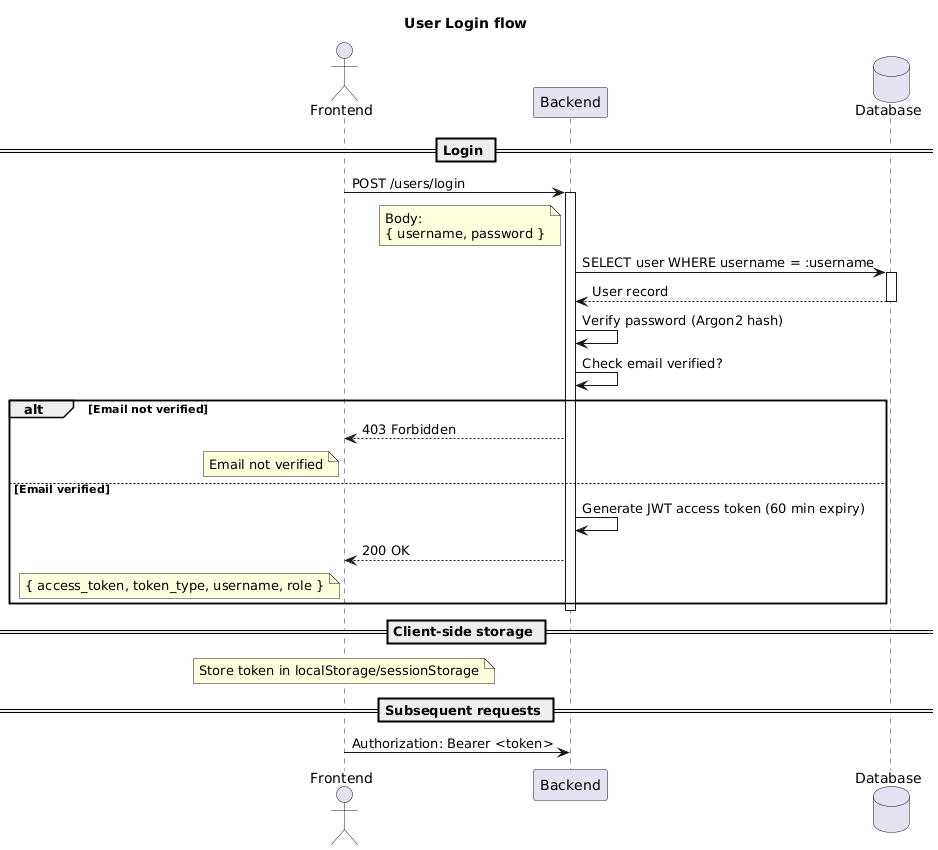 User Login flow
Frontend
Backend
Database
Login
POST /users/login
Body:
{ username, password }
SELECT user WHERE username = :username
User record
Verify password (Argon2 hash)
Check email verified?
alt [Email not verified]
403 Forbidden
Email not verified
[Email verified]
Generate JWT access token (60 min expiry)
200 OK
{ access_token, token_type, username, role }
Client-side storage
Store token in localStorage/sessionStorage
Subsequent requests
Authorization: Bearer <token>
Frontend
Backend
Database